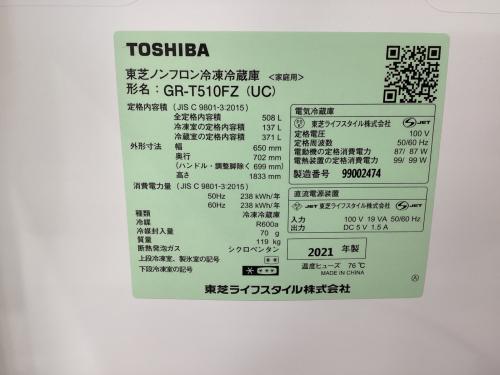 TOSHIBA
東芝ノンフロン冷凍冷蔵庫 <家庭用>
形名：GR-T510FZ (UC)
定格内容積 (JIS C 9801-3:2015)
全定格内容積 508 L
冷凍室の定格内容積 137 L
冷蔵室の定格内容積 371 L
外形寸法 幅 650 mm
奥行 702 mm
(ハンドル・調整脚除く 699 mm)
高さ 1833 mm
消費電力量 (JIS C 9801-3:2015)
50Hz 238 kWh/年
60Hz 238 kWh/年
種類 冷凍冷蔵庫
冷媒 R600a
冷媒封入量 70 g
質量 119 kg
断熱発泡ガス シクロペンタン
上段冷凍室、製氷室の記号
下段冷凍室の記号
電気冷蔵庫
東芝ライフスタイル株式会社 JET
定格電圧 100 V
定格周波数 50/60 Hz
電動機の定格消費電力 87/ 87 W
電熱装置の定格消費電力 99/ 99 W
製造番号 99002474
直流電源装置
JET 東芝ライフスタイル株式会社
入力 100 V 19 VA 50/60 Hz
出力 DC 5 V 1.5 A
2021 年製
温度ヒューズ 76 ℃
MADE IN CHINA
東芝ライフスタイル株式会社